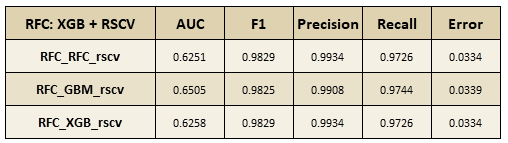 RFC: XGB + RSCV AUC F1 Precision Recall Error
RFC_RFC_rscv 0.6251 0.9829 0.9934 0.9726 0.0334
RFC_GBM_rscv 0.6505 0.9825 0.9908 0.9744 0.0339
RFC_XGB_rscv 0.6258 0.9829 0.9934 0.9726 0.0334